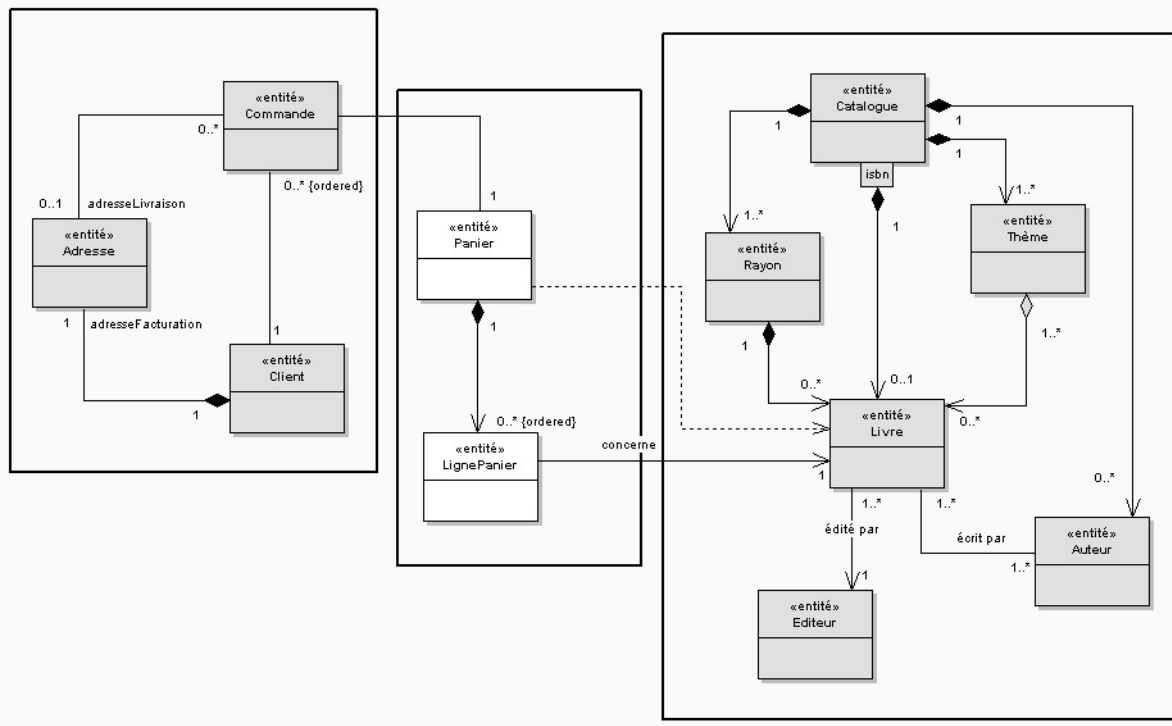 «entité»
Commande
0..*
0..* {ordered}
0..1
adresseLivraison
«entité»
Adresse
1
adresseFacturation
1
«entité»
Client
1
1
«entité»
Panier
1
0..* {ordered}
«entité»
LignePanier
concerne
1
«entité»
Catalogue
isbn
1
1
1
1
1..*
1..*
«entité»
Rayon
«entité»
Thème
1
1..*
0..*
0..1
0..*
«entité»
Livre
1..*
1..*
0..*
édité par
écrit par
1
1..*
«entité»
Auteur
«entité»
Editeur